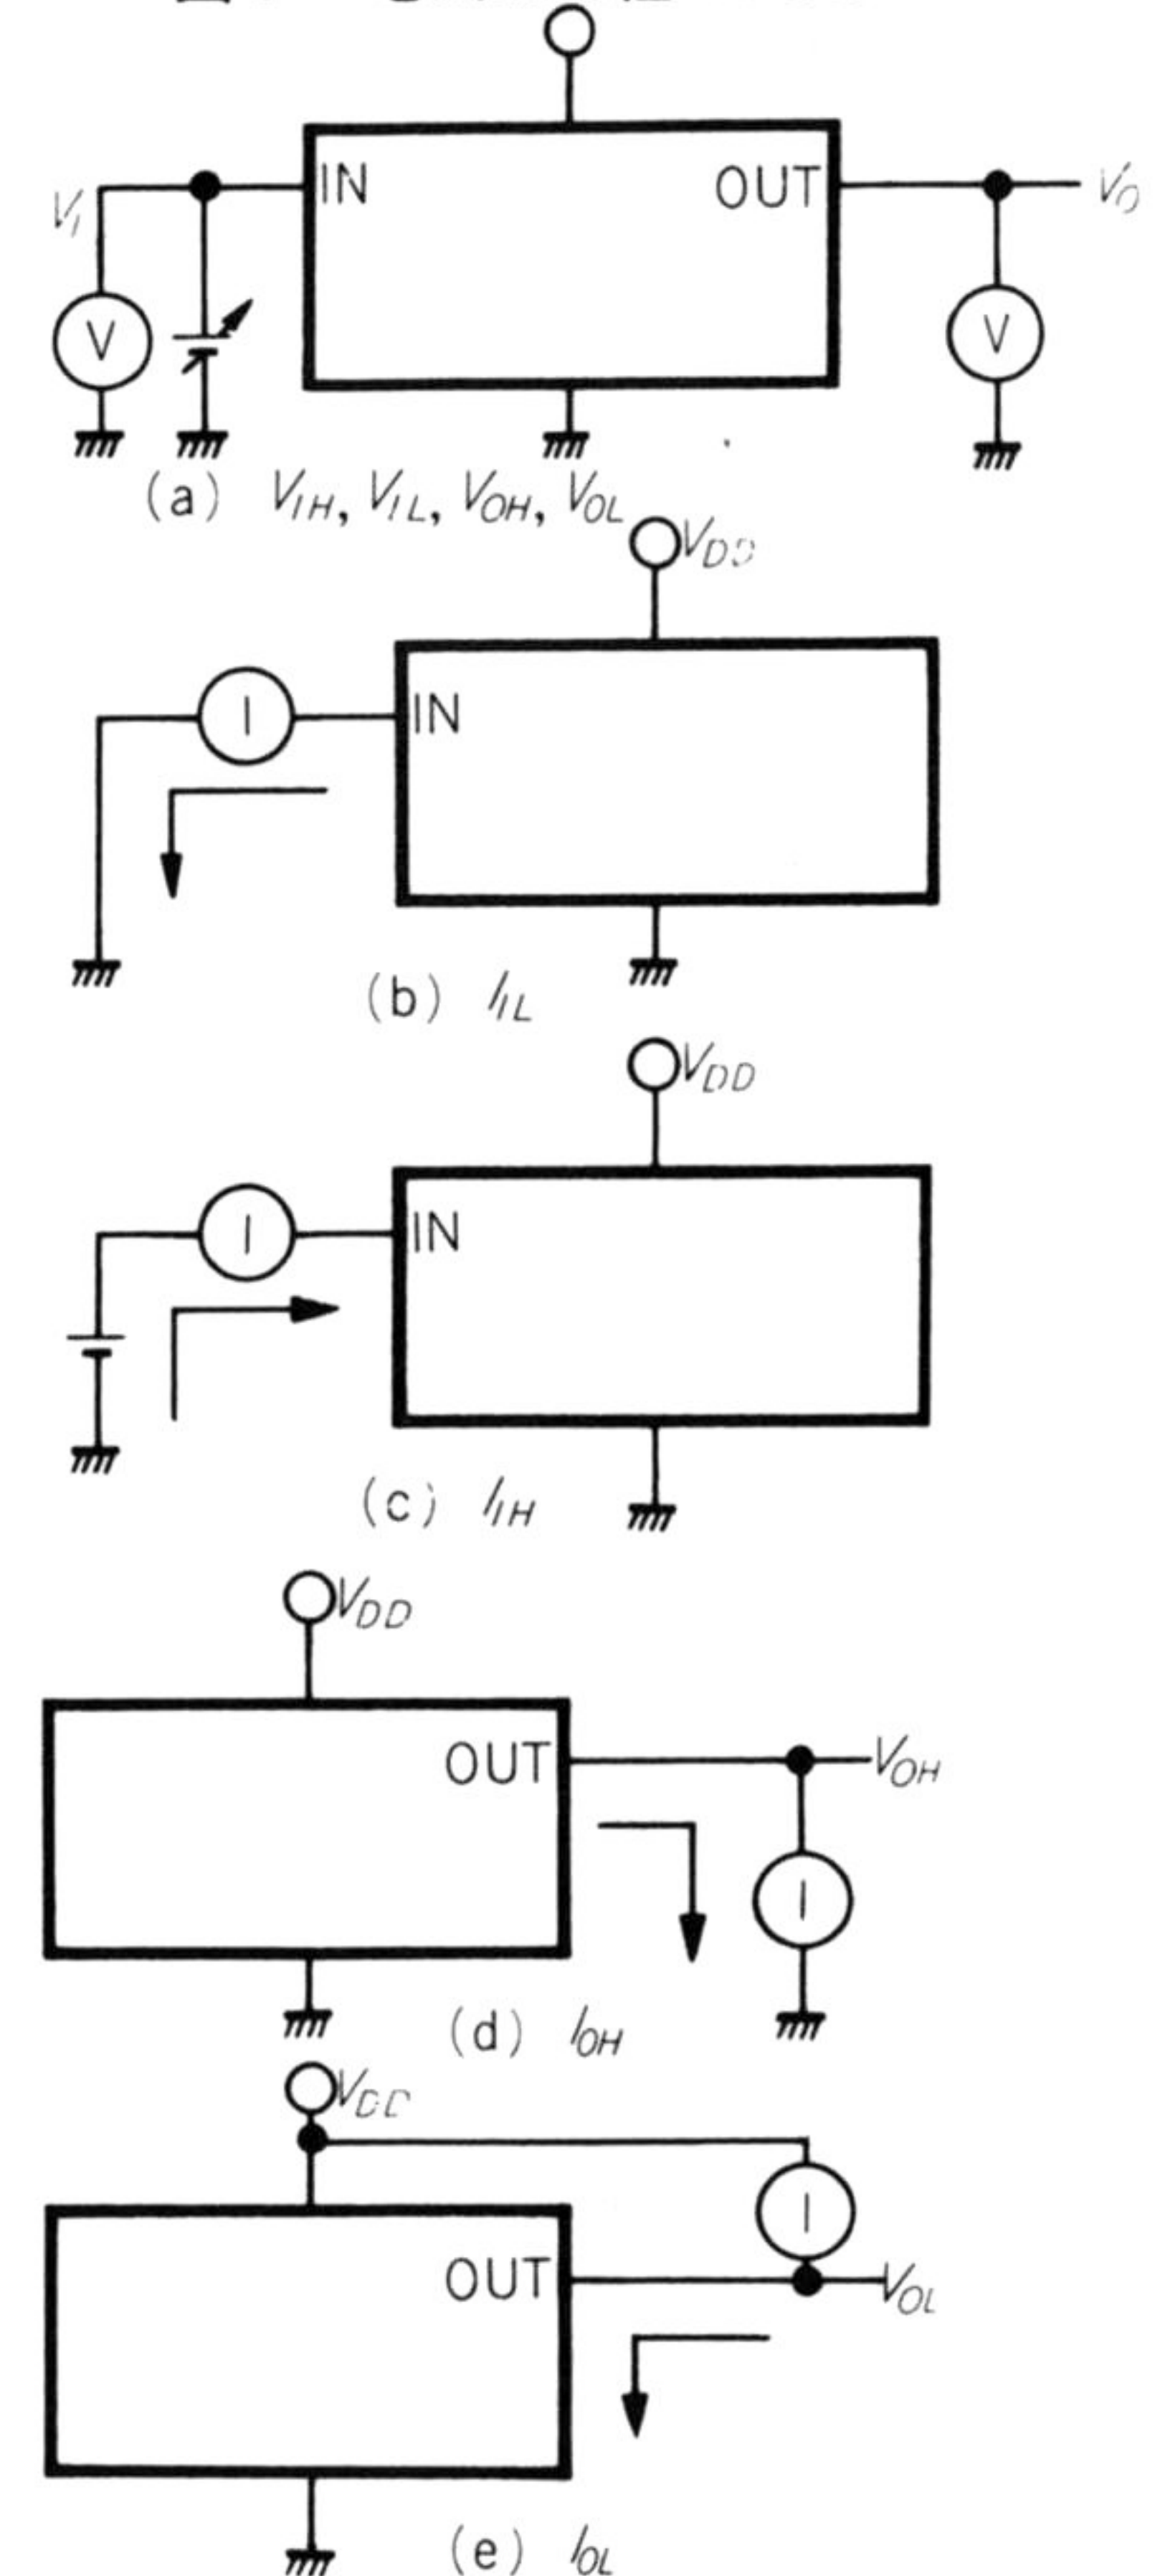 IN
OUT
V_I
V_O
V
V
(a) V_IH, V_IL, V_OH, V_OL
V_DD
I
IN
(b) I_IL
V_DD
I
IN
(c) I_IH
V_DD
OUT
V_OH
I
(d) I_OH
V_DD
I
OUT
V_OL
(e) I_OL